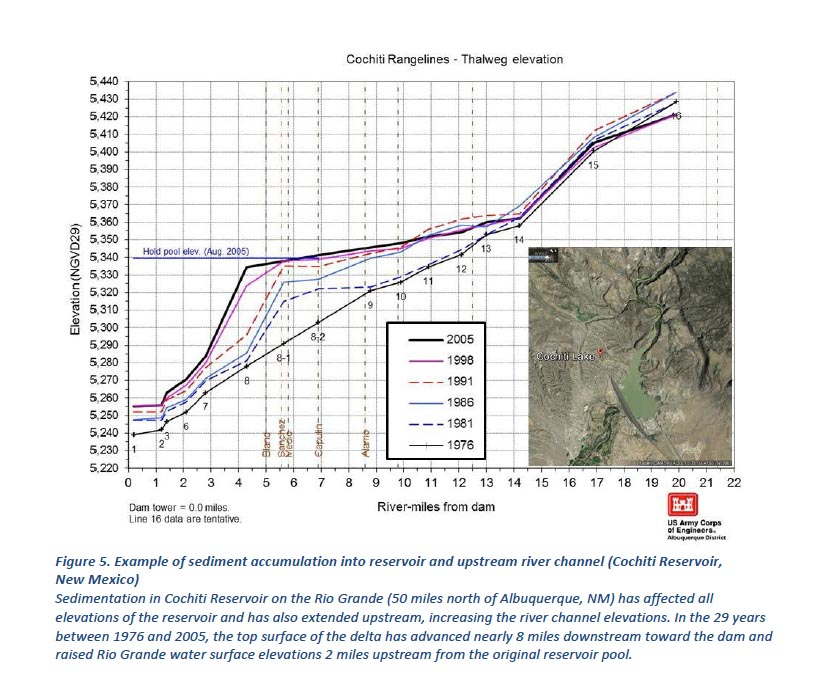 Cochiti Rangelines - Thalweg elevation
Elevation (NGVD29)
5,440
5,430
5,420
5,410
5,400
5,390
5,380
5,370
5,360
5,350
5,340
5,330
5,320
5,310
5,300
5,290
5,280
5,270
5,260
5,250
5,240
5,230
5,220
Hold pool elev. (Aug. 2005)
1
2
3
6
7
8
8-1
8-2
9
10
11
12
13
14
15
16
Bland
Sanchez
Medio
Capulin
Alamo
2005
1998
1991
1986
1981
1976
Cochiti Lake
0 1 2 3 4 5 6 7 8 9 10 11 12 13 14 15 16 17 18 19 20 21 22
River-miles from dam
Dam tower = 0.0 miles.
Line 16 data are tentative.
US Army Corps
of Engineers®
Albuquerque District
Figure 5. Example of sediment accumulation into reservoir and upstream river channel (Cochiti Reservoir,
New Mexico)
Sedimentation in Cochiti Reservoir on the Rio Grande (50 miles north of Albuquerque, NM) has affected all
elevations of the reservoir and has also extended upstream, increasing the river channel elevations. In the 29 years
between 1976 and 2005, the top surface of the delta has advanced nearly 8 miles downstream toward the dam and
raised Rio Grande water surface elevations 2 miles upstream from the original reservoir pool.